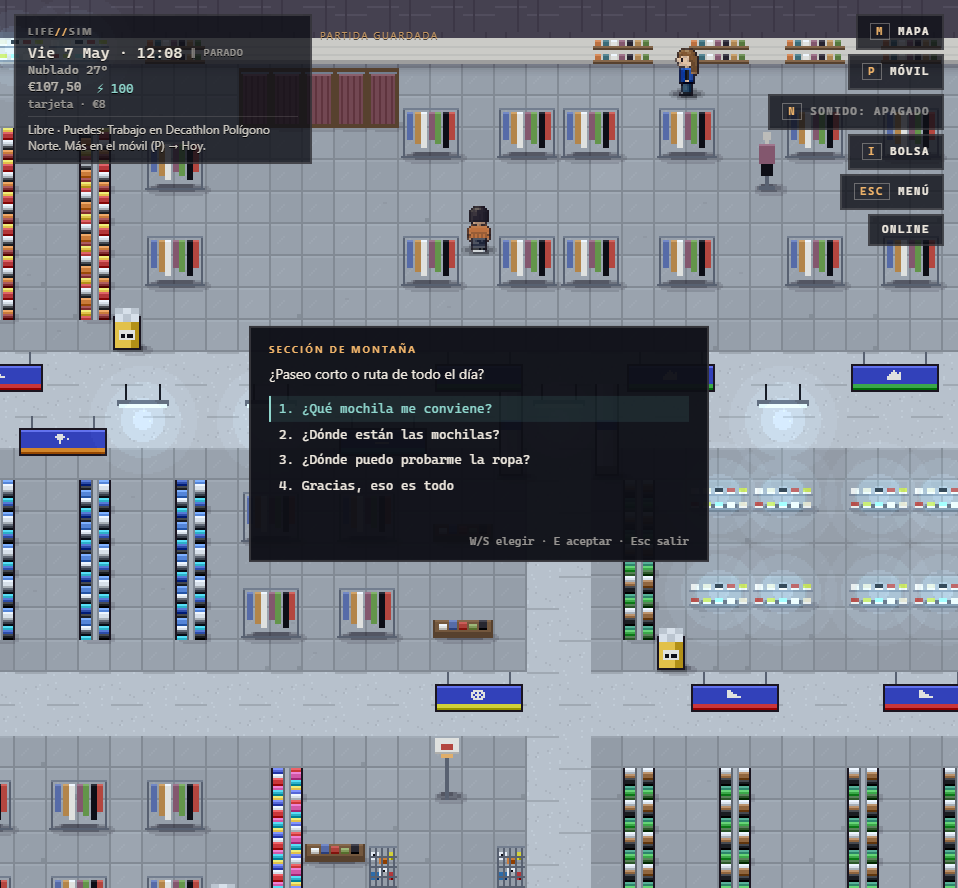 LIFE//SIM
Vie 7 May · 12:08 ‖ PARADO
Nublado 27°
€107,50 ⚡ 100
tarjeta · €8
Libre · Puedes: Trabajo en Decathlon Polígono
Norte. Más en el móvil (P) → Hoy.
PARTIDA GUARDADA
M MAPA
P MÓVIL
N SONIDO: APAGADO
I BOLSA
ESC MENÚ
ONLINE
SECCIÓN DE MONTAÑA
¿Paseo corto o ruta de todo el día?
1. ¿Qué mochila me conviene?
2. ¿Dónde están las mochilas?
3. ¿Dónde puedo probarme la ropa?
4. Gracias, eso es todo
W/S elegir · E aceptar · Esc salir